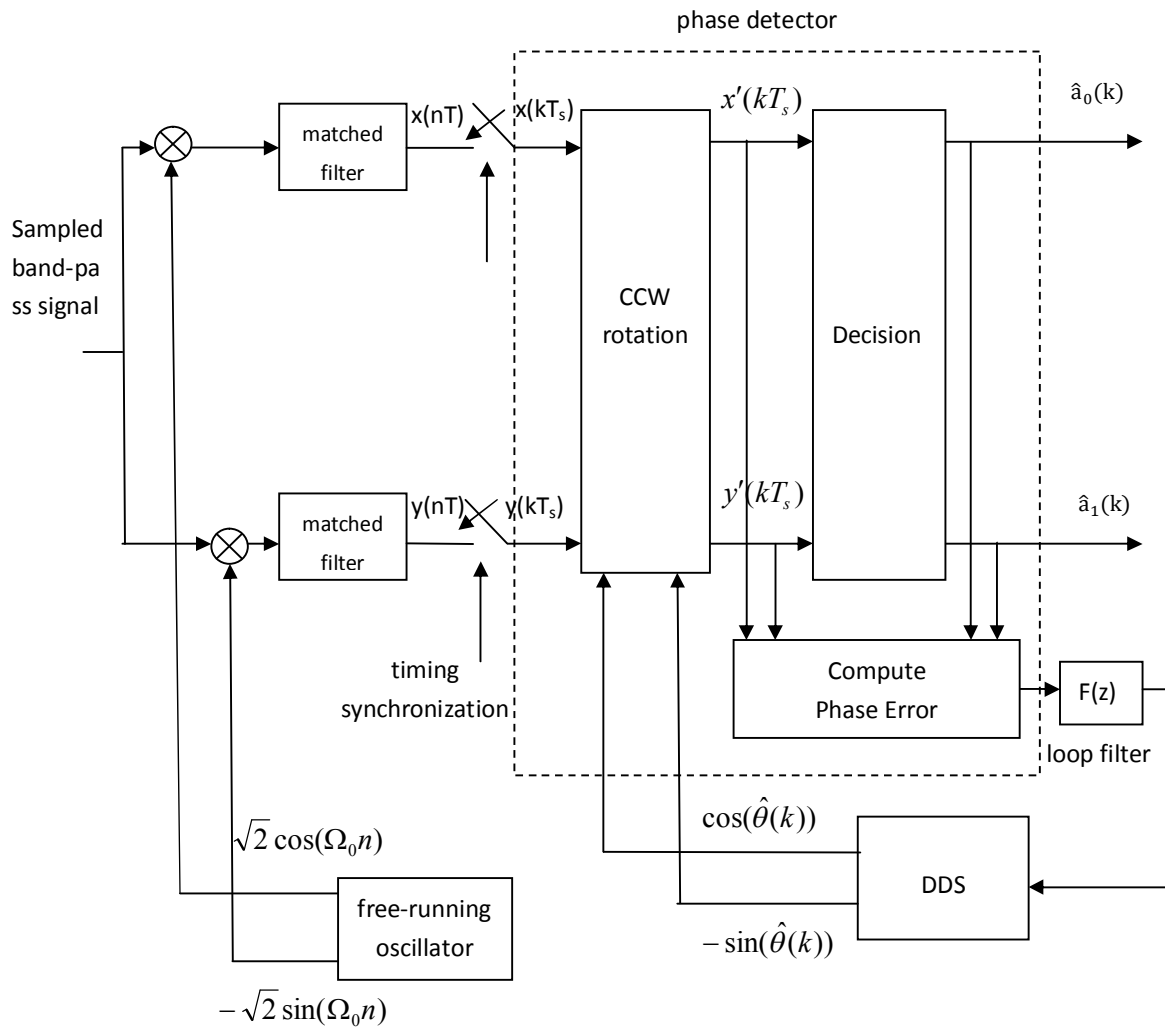 phase detector
x(nT)
x(kTₛ)
x′(kTₛ)
â₀(k)
matched
filter
Sampled
band-pa
ss signal
CCW
rotation
Decision
y(nT)
y(kTₛ)
y′(kTₛ)
â₁(k)
matched
filter
timing
synchronization
Compute
Phase Error
F(z)
loop filter
cos(θ̂(k))
DDS
−sin(θ̂(k))
√2 cos(Ω₀n)
free-running
oscillator
−√2 sin(Ω₀n)